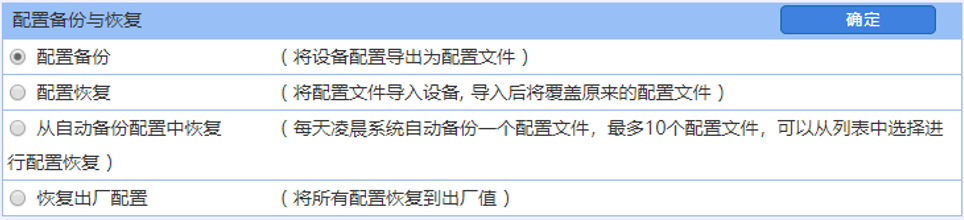 配置备份与恢复 确定
配置备份 （将设备配置导出为配置文件）
配置恢复 （将配置文件导入设备, 导入后将覆盖原来的配置文件）
从自动备份配置中恢复 （每天凌晨系统自动备份一个配置文件，最多10个配置文件，可以从列表中选择进
行配置恢复）
恢复出厂配置 （将所有配置恢复到出厂值）